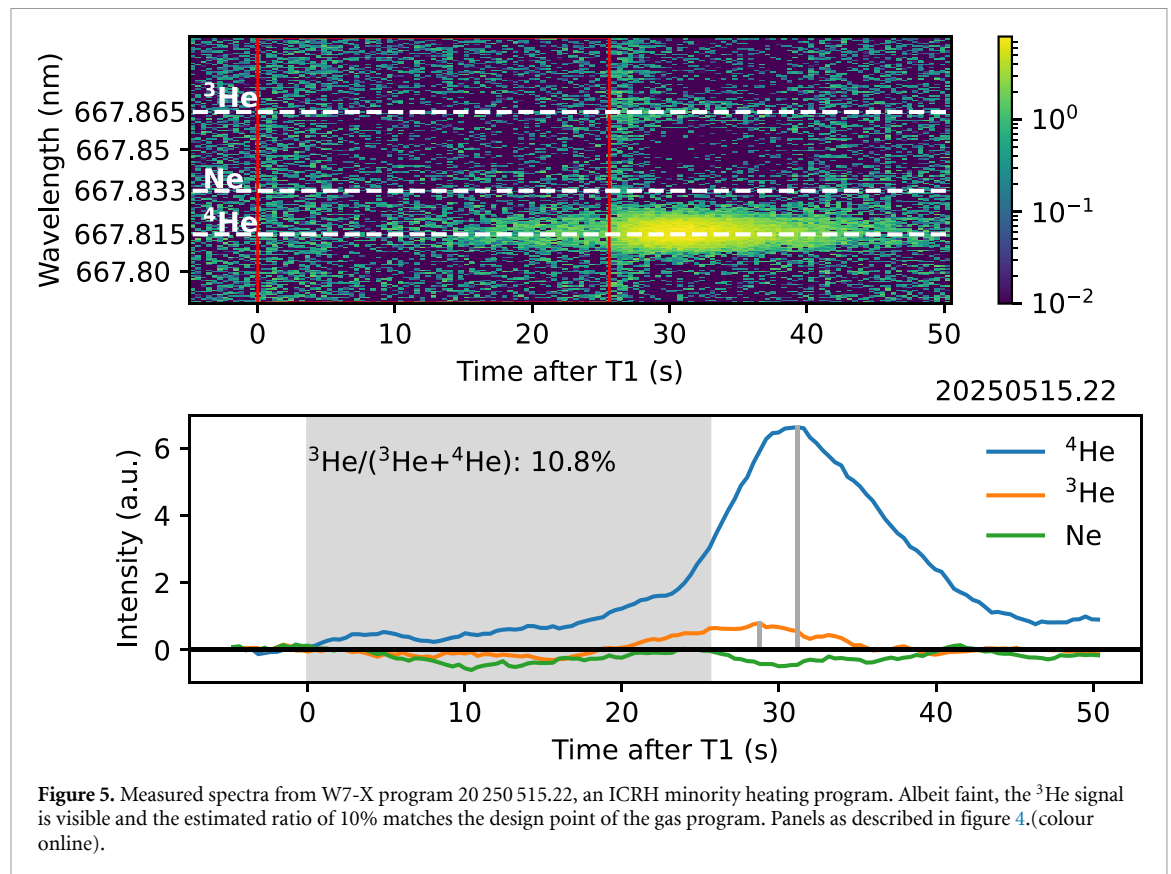 Wavelength (nm)
667.865
667.85
667.833
667.815
667.80
³He
Ne
⁴He
0 10 20 30 40 50
Time after T1 (s)
10⁰
10⁻¹
10⁻²
20250515.22
Intensity (a.u.)
6
4
2
0
³He/(³He+⁴He): 10.8%
⁴He
³He
Ne
0 10 20 30 40 50
Time after T1 (s)
Figure 5. Measured spectra from W7-X program 20 250 515.22, an ICRH minority heating program. Albeit faint, the ³He signal
is visible and the estimated ratio of 10% matches the design point of the gas program. Panels as described in figure 4.(colour
online).